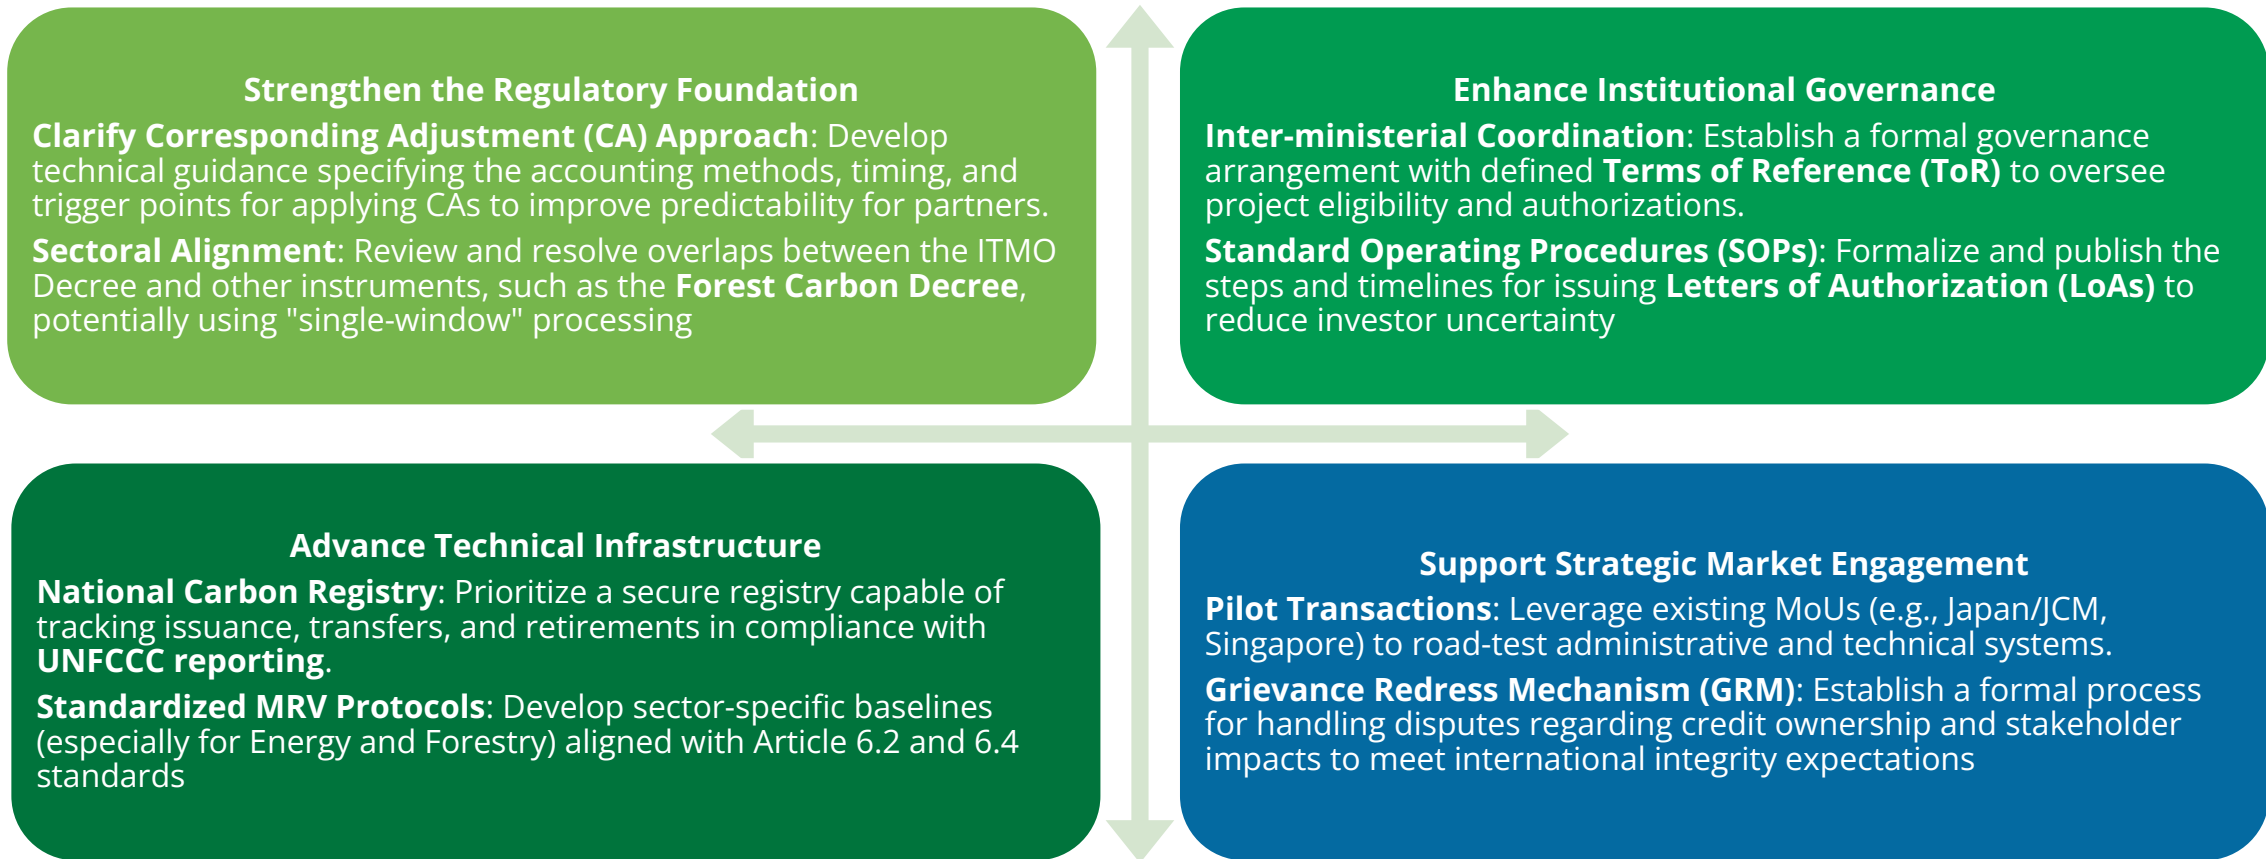 Strengthen the Regulatory Foundation
Clarify Corresponding Adjustment (CA) Approach: Develop
technical guidance specifying the accounting methods, timing, and
trigger points for applying CAs to improve predictability for partners.
Sectoral Alignment: Review and resolve overlaps between the ITMO
Decree and other instruments, such as the Forest Carbon Decree,
potentially using "single-window" processing
Enhance Institutional Governance
Inter-ministerial Coordination: Establish a formal governance
arrangement with defined Terms of Reference (ToR) to oversee
project eligibility and authorizations.
Standard Operating Procedures (SOPs): Formalize and publish the
steps and timelines for issuing Letters of Authorization (LoAs) to
reduce investor uncertainty
Advance Technical Infrastructure
National Carbon Registry: Prioritize a secure registry capable of
tracking issuance, transfers, and retirements in compliance with
UNFCCC reporting.
Standardized MRV Protocols: Develop sector-specific baselines
(especially for Energy and Forestry) aligned with Article 6.2 and 6.4
standards
Support Strategic Market Engagement
Pilot Transactions: Leverage existing MoUs (e.g., Japan/JCM,
Singapore) to road-test administrative and technical systems.
Grievance Redress Mechanism (GRM): Establish a formal process
for handling disputes regarding credit ownership and stakeholder
impacts to meet international integrity expectations